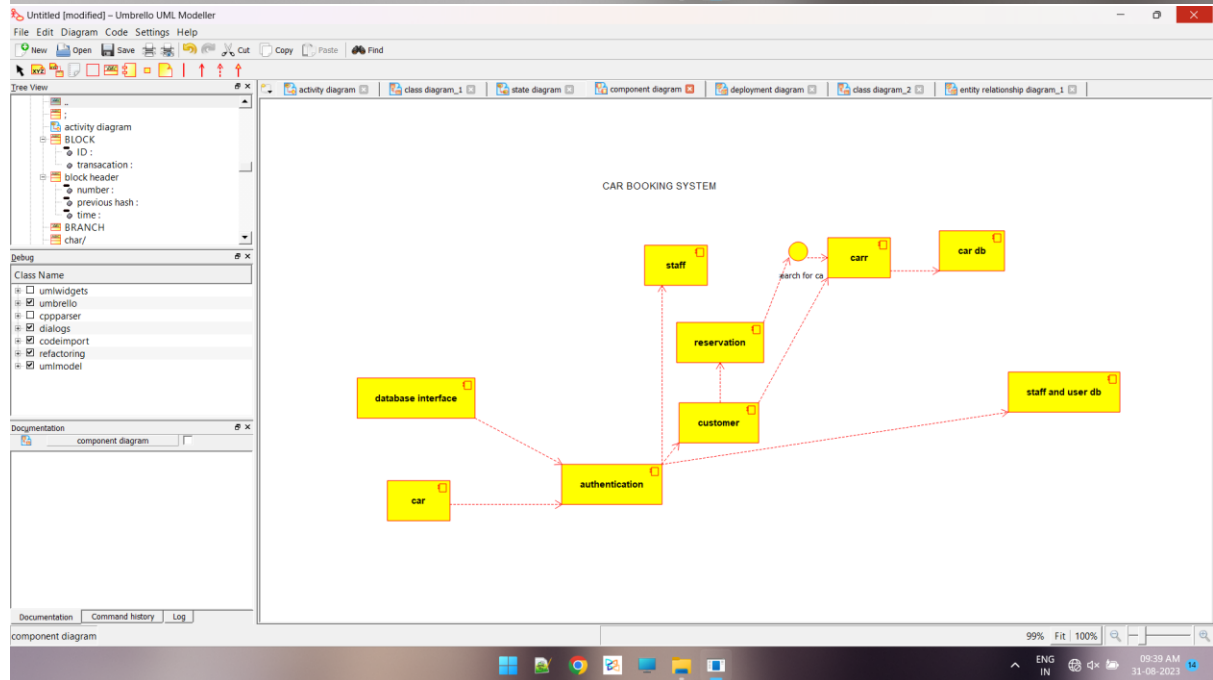 Untitled [modified] – Umbrello UML Modeller
File Edit Diagram Code Settings Help
New Open Save Cut Copy Paste Find
Tree View
activity diagram class diagram_1 state diagram component diagram deployment diagram class diagram_2 entity relationship diagram_1
..
:
activity diagram
BLOCK
ID :
transacation :
block header
number :
previous hash :
time :
BRANCH
char/
Debug
Class Name
umlwidgets
umbrello
cppparser
dialogs
codeimport
refactoring
umlmodel
Documentation
component diagram
Documentation Command history Log
component diagram
CAR BOOKING SYSTEM
staff
carr
car db
earch for ca
reservation
database interface
staff and user db
customer
authentication
car
99% Fit 100%
ENG
IN
09:39 AM
31-08-2023
14